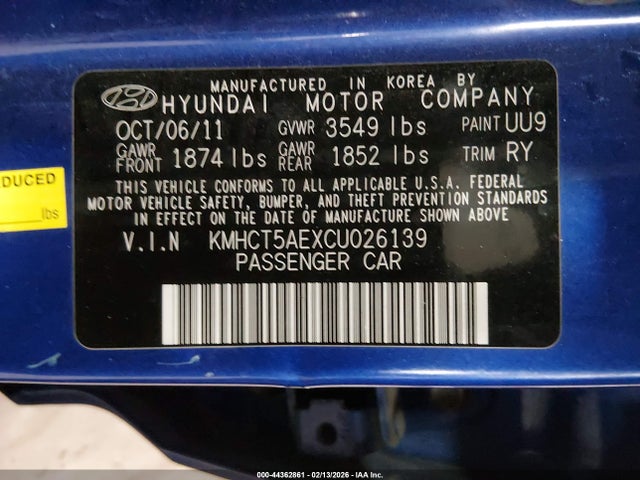 MANUFACTURED IN KOREA BY
HYUNDAI MOTOR COMPANY
OCT/06/11 GVWR 3549 lbs PAINT UU9
GAWR FRONT 1874 lbs GAWR REAR 1852 lbs TRIM RY
THIS VEHICLE CONFORMS TO ALL APPLICABLE U.S.A. FEDERAL
MOTOR VEHICLE SAFETY, BUMPER, AND THEFT PREVENTION STANDARDS
IN EFFECT ON THE DATE OF MANUFACTURE SHOWN ABOVE
V.I.N KMHCT5AEXCU026139
PASSENGER CAR
DUCED
lbs
000-44362861 - 02/13/2026 - IAA Inc.